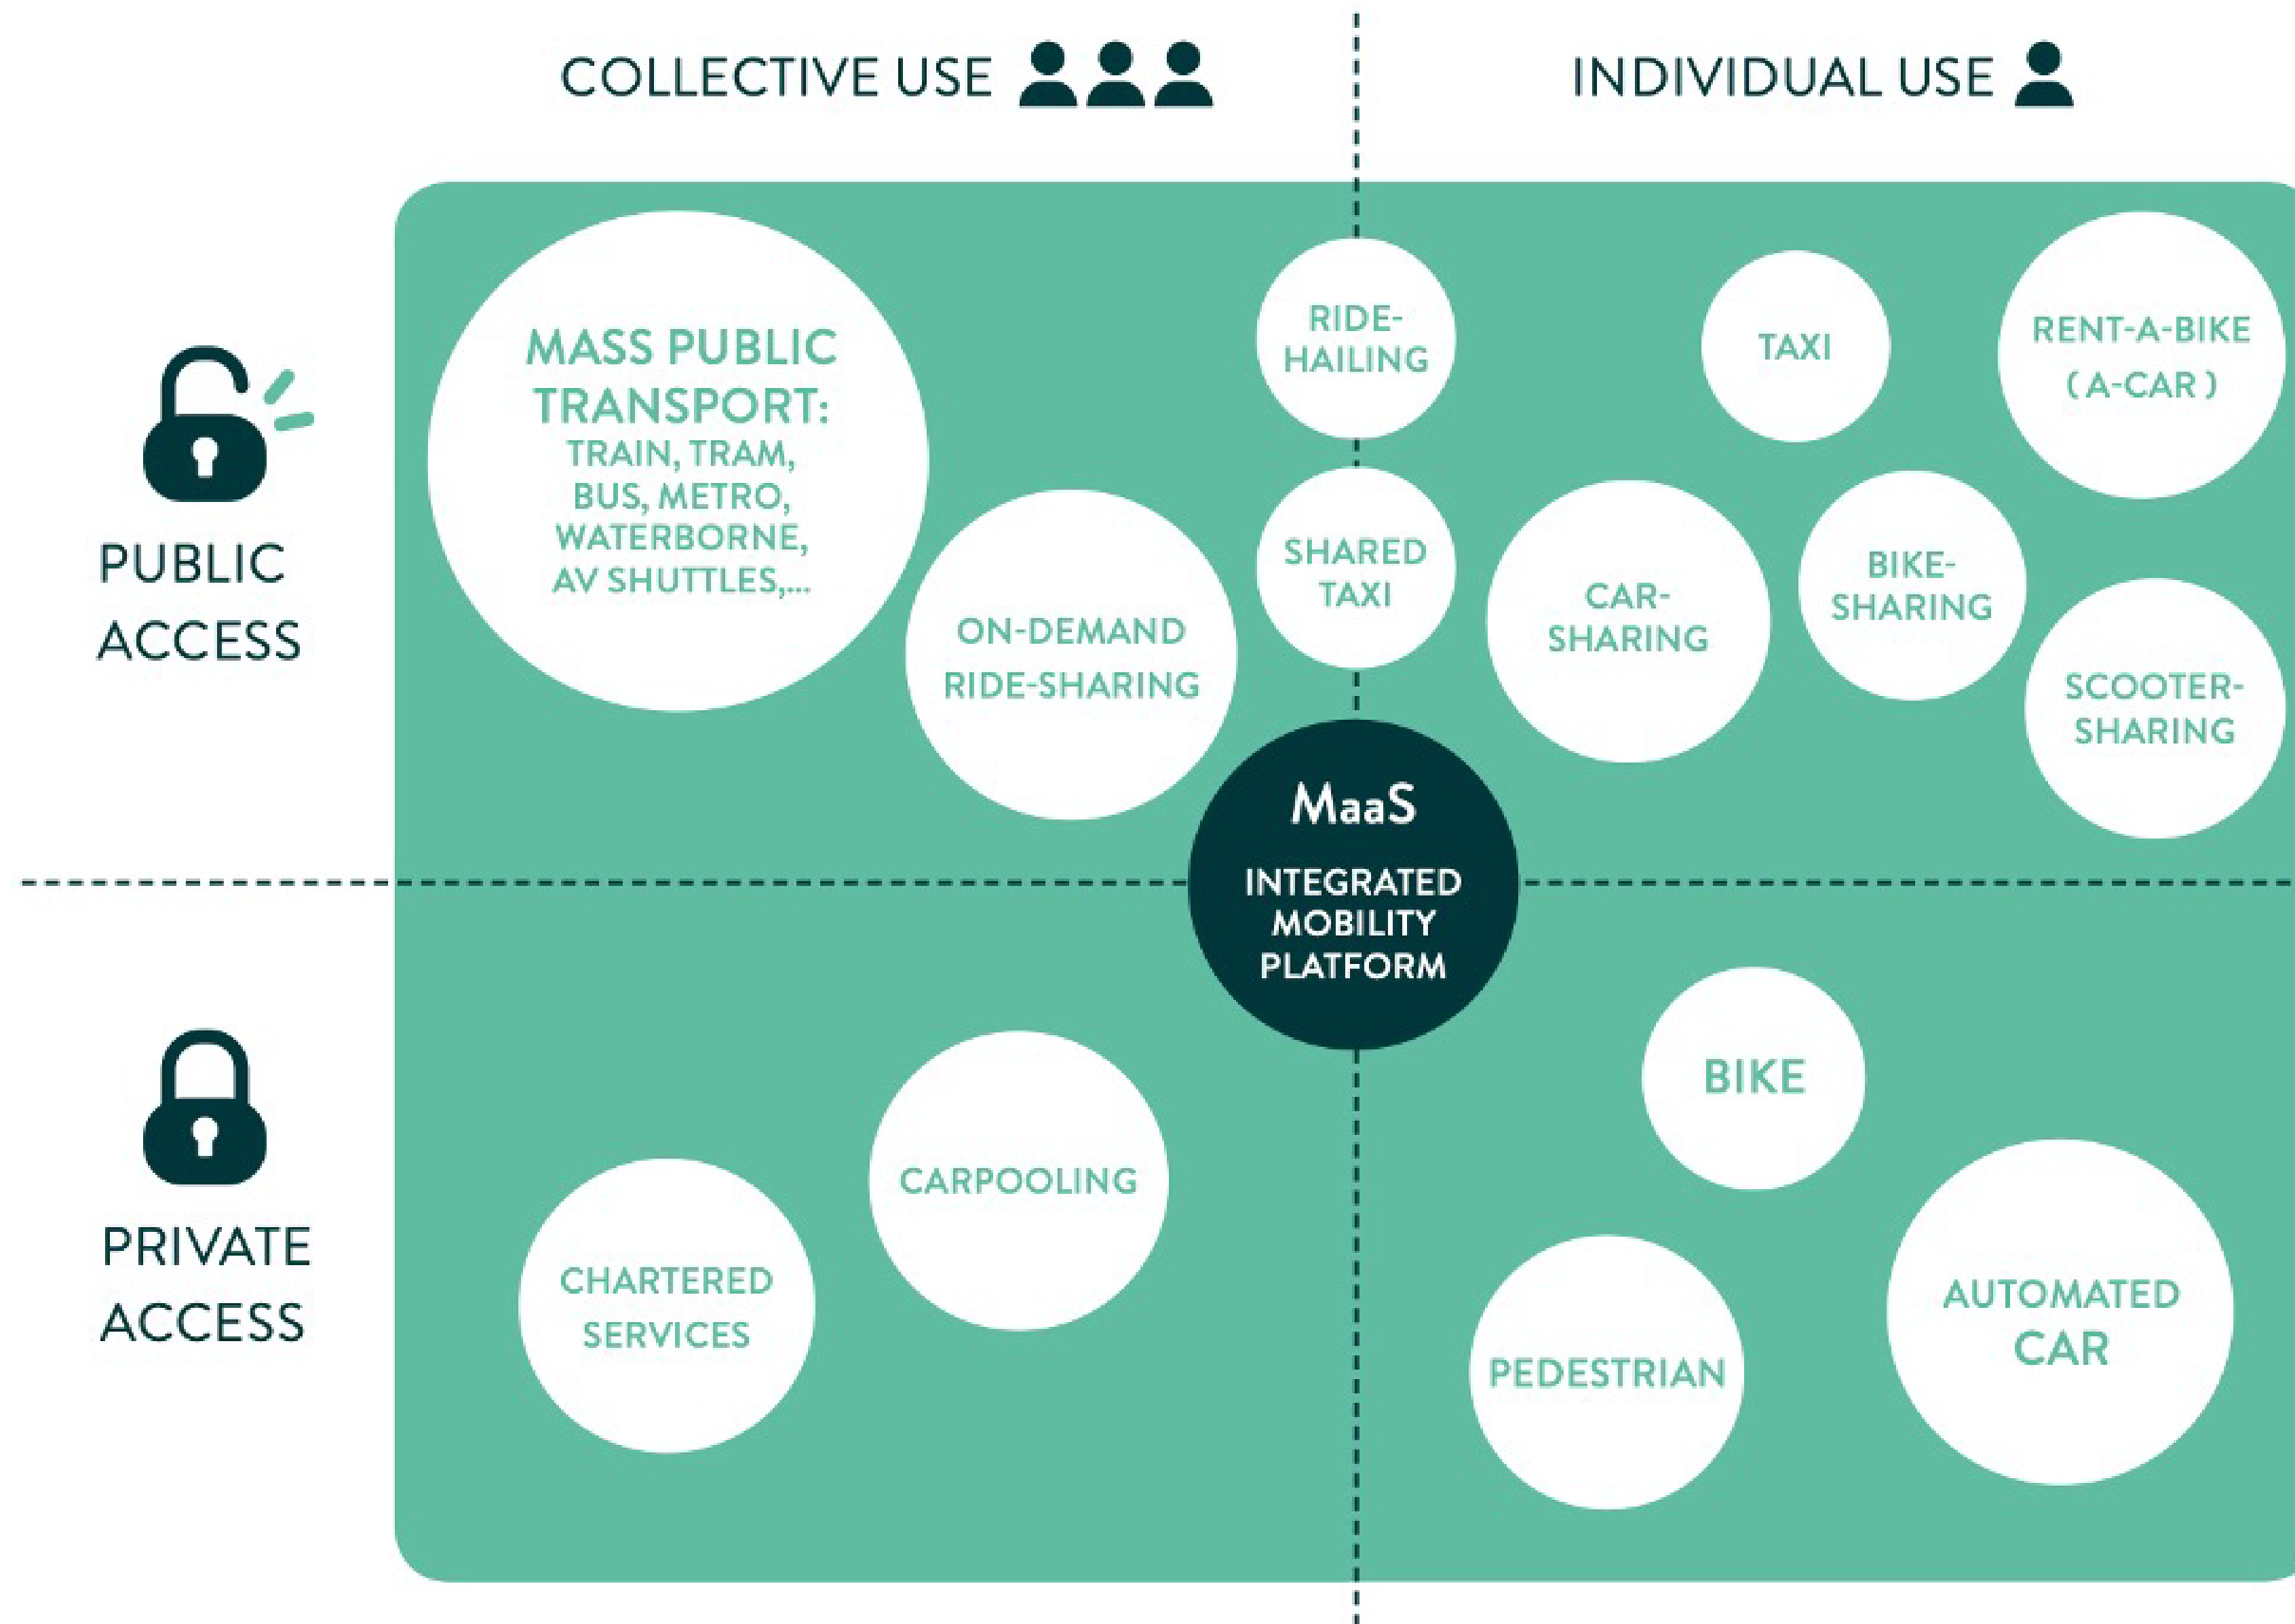 COLLECTIVE USE
INDIVIDUAL USE
PUBLIC
ACCESS
MASS PUBLIC
TRANSPORT:
TRAIN, TRAM,
BUS, METRO,
WATERBORNE,
AV SHUTTLES,...
ON-DEMAND
RIDE-SHARING
RIDE-
HAILING
SHARED
TAXI
TAXI
RENT-A-BIKE
( A-CAR )
CAR-
SHARING
BIKE-
SHARING
SCOOTER-
SHARING
MaaS
INTEGRATED
MOBILITY
PLATFORM
PRIVATE
ACCESS
CHARTERED
SERVICES
CARPOOLING
BIKE
PEDESTRIAN
AUTOMATED
CAR